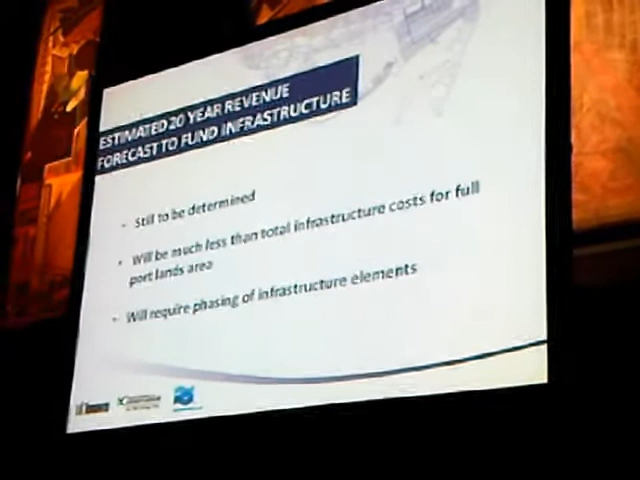 ESTIMATED 20 YEAR REVENUE
FORECAST TO FUND INFRASTRUCTURE
- Still to be determined
- Will be much less than total infrastructure costs for full
port lands area
- Will require phasing of infrastructure elements
Toronto